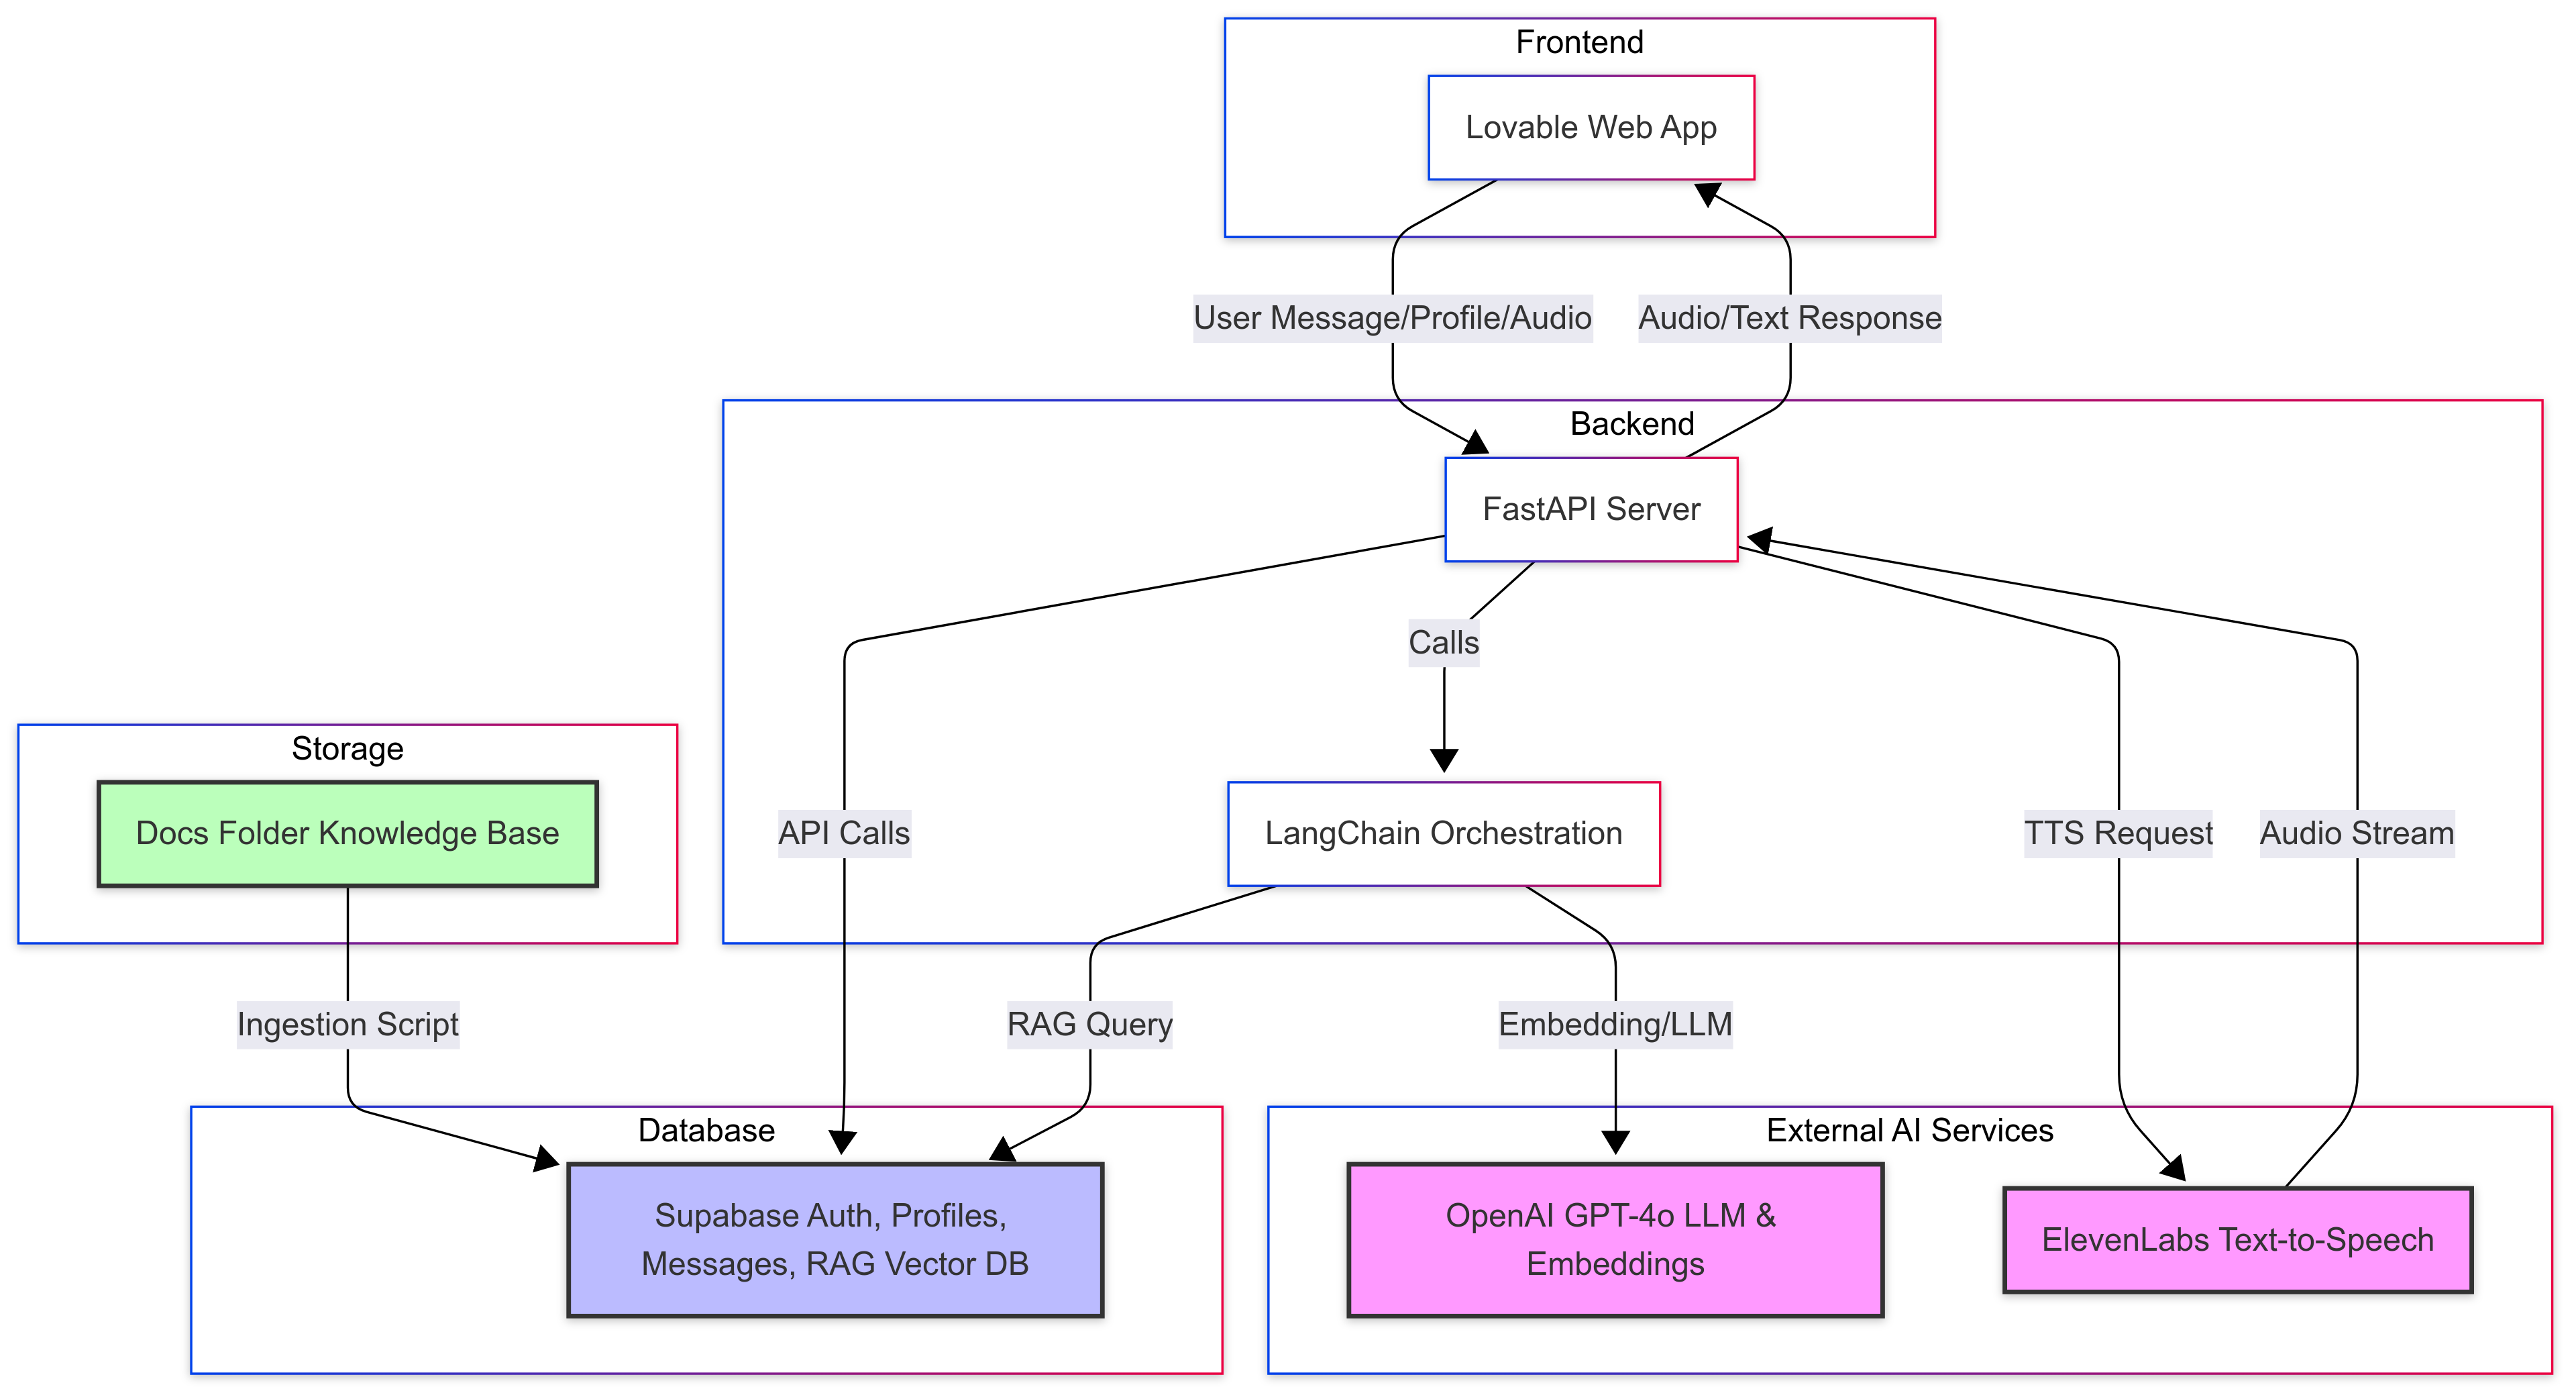 Frontend
Lovable Web App
User Message/Profile/Audio
Audio/Text Response
Backend
FastAPI Server
Calls
Storage
Docs Folder Knowledge Base
API Calls
LangChain Orchestration
TTS Request
Audio Stream
Ingestion Script
RAG Query
Embedding/LLM
Database
Supabase Auth, Profiles,
Messages, RAG Vector DB
External AI Services
OpenAI GPT-4o LLM &
Embeddings
ElevenLabs Text-to-Speech